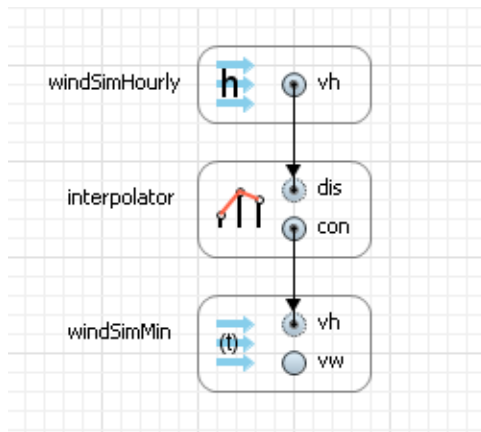 windSimHourly h vh
interpolator dis
con
windSimMin (t) vh
vw